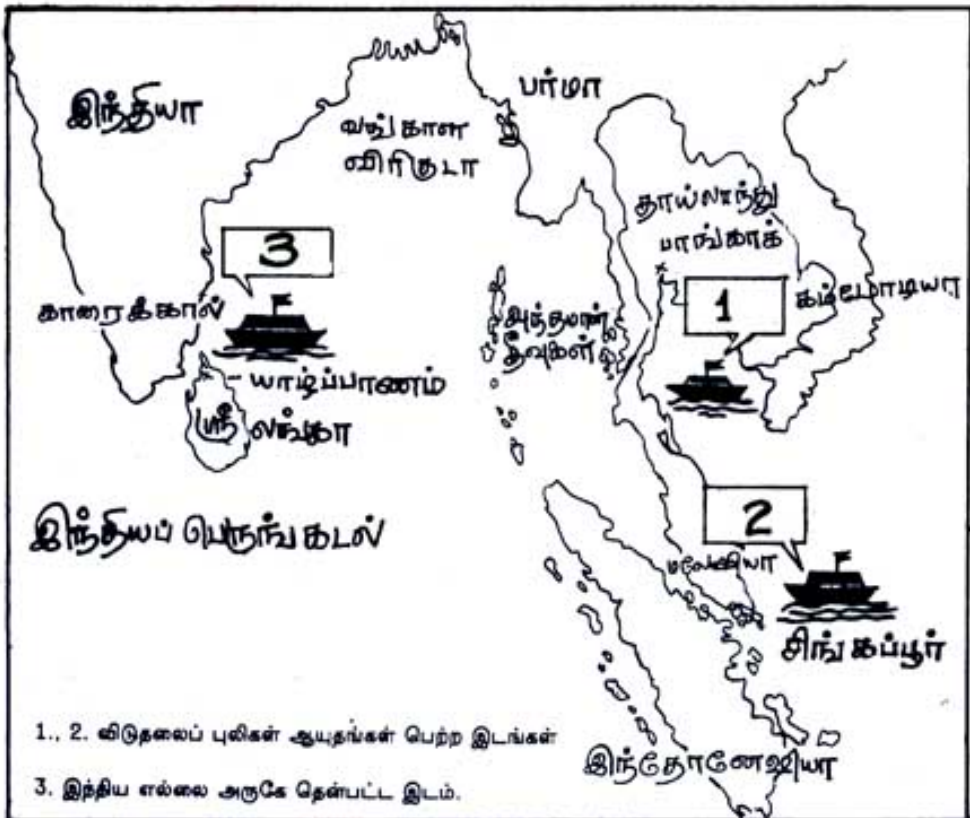 இந்தியா
பர்மா
வங்காள
விரிகுடா
தாய்லாந்து
பாங்காக்
3
1
கம்போடியா
காரைக்கால்
அந்தமான்
தீவுகள்
யாழ்ப்பாணம்
ஸ்ரீ லங்கா
2
இந்தியப் பெருங்கடல்
மலேஷியா
சிங்கப்பூர்
1., 2. விடுதலைப் புலிகள் ஆயுதங்கள் பெற்ற இடங்கள்
இந்தோனேஷியா
3. இந்திய எல்லை அருகே தென்பட்ட இடம்.